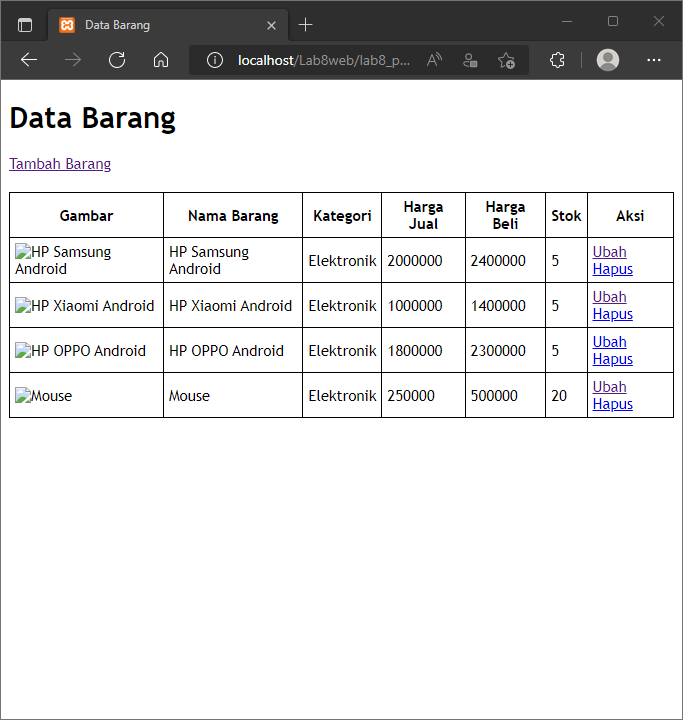 Data Barang
localhost/Lab8web/lab8_p...
Data Barang
Tambah Barang
Gambar Nama Barang Kategori Harga Jual Harga Beli Stok Aksi
HP Samsung Android HP Samsung Android Elektronik 2000000 2400000 5 Ubah Hapus
HP Xiaomi Android HP Xiaomi Android Elektronik 1000000 1400000 5 Ubah Hapus
HP OPPO Android HP OPPO Android Elektronik 1800000 2300000 5 Ubah Hapus
Mouse Mouse Elektronik 250000 500000 20 Ubah Hapus